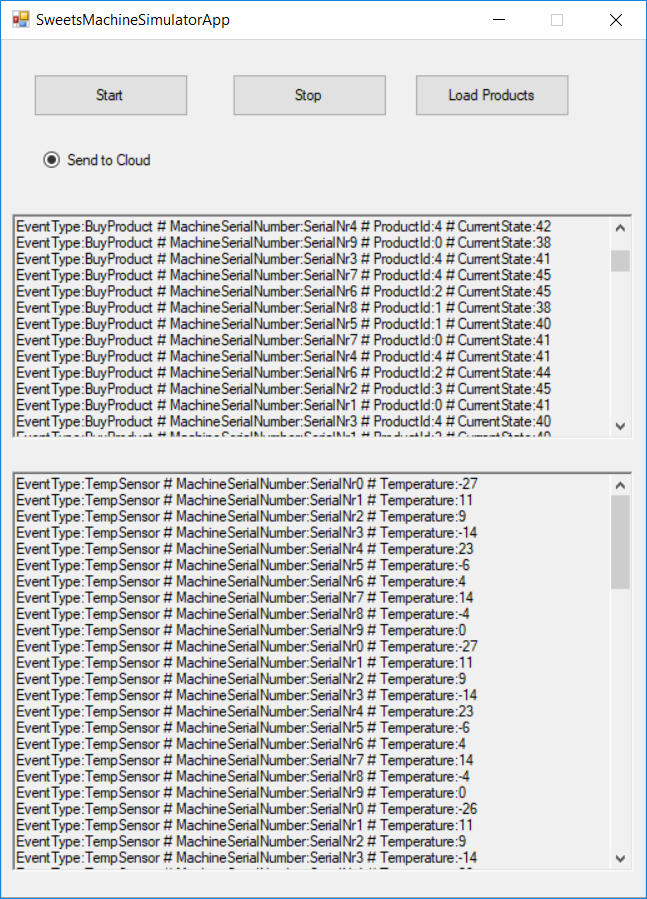 SweetsMachineSimulatorApp
Start Stop Load Products
Send to Cloud
EventType:BuyProduct # MachineSerialNumber:SerialNr4 # ProductId:4 # CurrentState:42
EventType:BuyProduct # MachineSerialNumber:SerialNr9 # ProductId:0 # CurrentState:38
EventType:BuyProduct # MachineSerialNumber:SerialNr3 # ProductId:4 # CurrentState:41
EventType:BuyProduct # MachineSerialNumber:SerialNr7 # ProductId:4 # CurrentState:45
EventType:BuyProduct # MachineSerialNumber:SerialNr6 # ProductId:2 # CurrentState:45
EventType:BuyProduct # MachineSerialNumber:SerialNr8 # ProductId:1 # CurrentState:38
EventType:BuyProduct # MachineSerialNumber:SerialNr5 # ProductId:1 # CurrentState:40
EventType:BuyProduct # MachineSerialNumber:SerialNr7 # ProductId:0 # CurrentState:41
EventType:BuyProduct # MachineSerialNumber:SerialNr4 # ProductId:4 # CurrentState:41
EventType:BuyProduct # MachineSerialNumber:SerialNr6 # ProductId:2 # CurrentState:44
EventType:BuyProduct # MachineSerialNumber:SerialNr2 # ProductId:3 # CurrentState:45
EventType:BuyProduct # MachineSerialNumber:SerialNr1 # ProductId:0 # CurrentState:41
EventType:BuyProduct # MachineSerialNumber:SerialNr3 # ProductId:4 # CurrentState:40
EventType:BuyProduct # MachineSerialNumber:SerialNr1 #
EventType:TempSensor # MachineSerialNumber:SerialNr0 # Temperature:-27
EventType:TempSensor # MachineSerialNumber:SerialNr1 # Temperature:11
EventType:TempSensor # MachineSerialNumber:SerialNr2 # Temperature:9
EventType:TempSensor # MachineSerialNumber:SerialNr3 # Temperature:-14
EventType:TempSensor # MachineSerialNumber:SerialNr4 # Temperature:23
EventType:TempSensor # MachineSerialNumber:SerialNr5 # Temperature:-6
EventType:TempSensor # MachineSerialNumber:SerialNr6 # Temperature:4
EventType:TempSensor # MachineSerialNumber:SerialNr7 # Temperature:14
EventType:TempSensor # MachineSerialNumber:SerialNr8 # Temperature:-4
EventType:TempSensor # MachineSerialNumber:SerialNr9 # Temperature:0
EventType:TempSensor # MachineSerialNumber:SerialNr0 # Temperature:-27
EventType:TempSensor # MachineSerialNumber:SerialNr1 # Temperature:11
EventType:TempSensor # MachineSerialNumber:SerialNr2 # Temperature:9
EventType:TempSensor # MachineSerialNumber:SerialNr3 # Temperature:-14
EventType:TempSensor # MachineSerialNumber:SerialNr4 # Temperature:23
EventType:TempSensor # MachineSerialNumber:SerialNr5 # Temperature:-6
EventType:TempSensor # MachineSerialNumber:SerialNr6 # Temperature:4
EventType:TempSensor # MachineSerialNumber:SerialNr7 # Temperature:14
EventType:TempSensor # MachineSerialNumber:SerialNr8 # Temperature:-4
EventType:TempSensor # MachineSerialNumber:SerialNr9 # Temperature:0
EventType:TempSensor # MachineSerialNumber:SerialNr0 # Temperature:-26
EventType:TempSensor # MachineSerialNumber:SerialNr1 # Temperature:11
EventType:TempSensor # MachineSerialNumber:SerialNr2 # Temperature:9
EventType:TempSensor # MachineSerialNumber:SerialNr3 # Temperature:-14